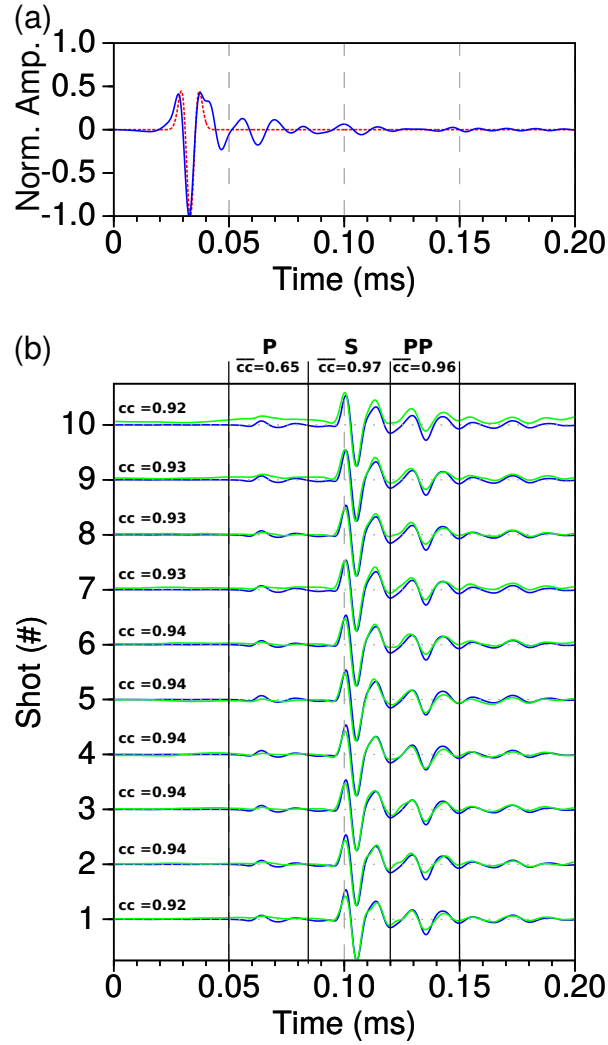 (a)
1.0
0.5
0
-0.5
-1.0
Norm. Amp.
0 0.05 0.10 0.15 0.20
Time (ms)
(b)
P S PP
cc=0.65 cc=0.97 cc=0.96
10 cc =0.92
9 cc =0.93
8 cc =0.93
7 cc =0.93
6 cc =0.94
5 cc =0.94
4 cc =0.94
3 cc =0.94
2 cc =0.94
1 cc =0.92
Shot (#)
0 0.05 0.10 0.15 0.20
Time (ms)